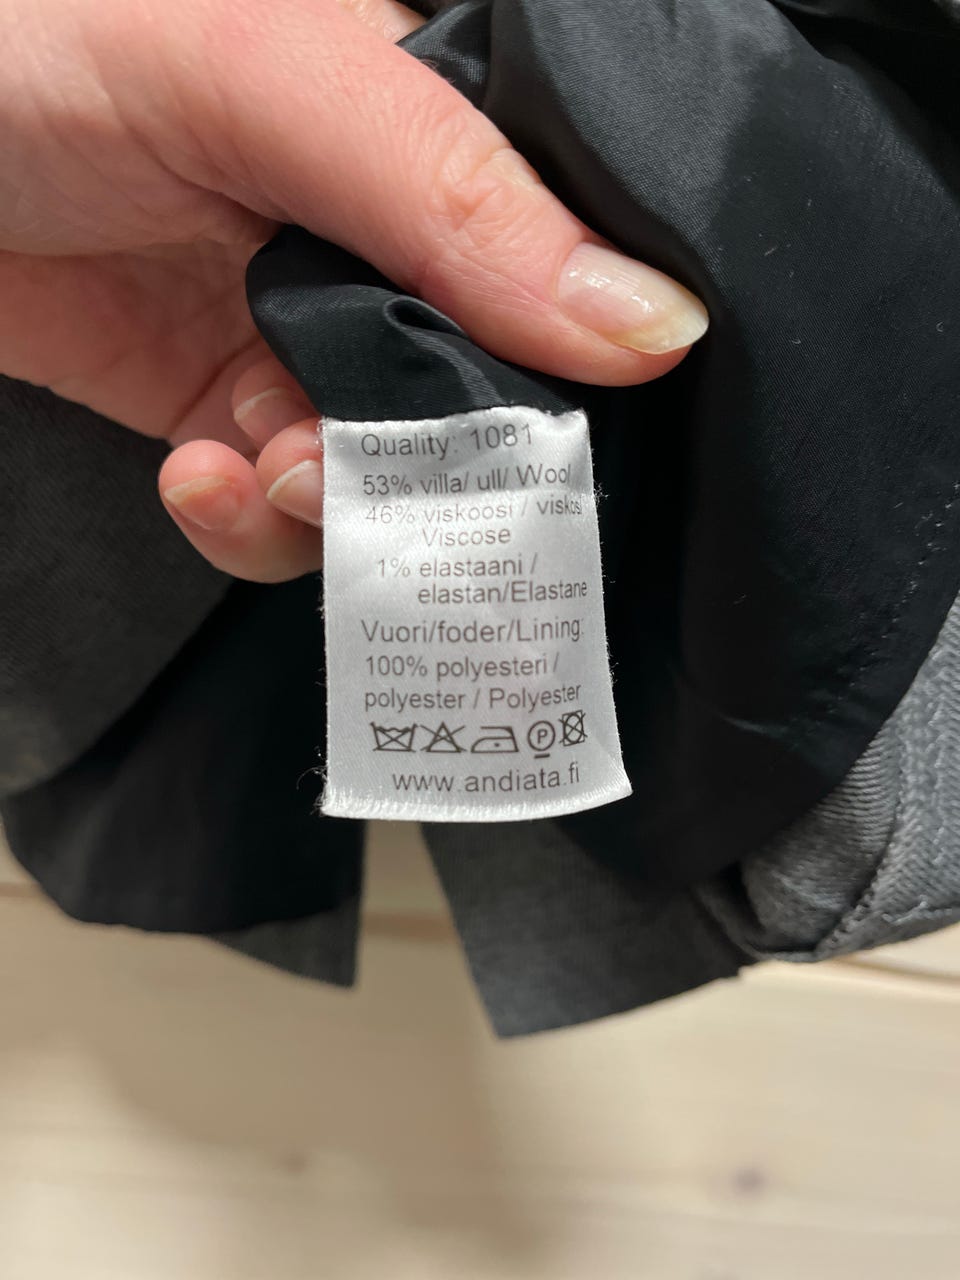 Quality: 1081
53% villa/ ull/ Wool
46% viskoosi / viskos/
Viscose
1% elastaani /
elastan/Elastane
Vuori/foder/Lining:
100% polyesteri /
polyester / Polyester
P
www.andiata.fi